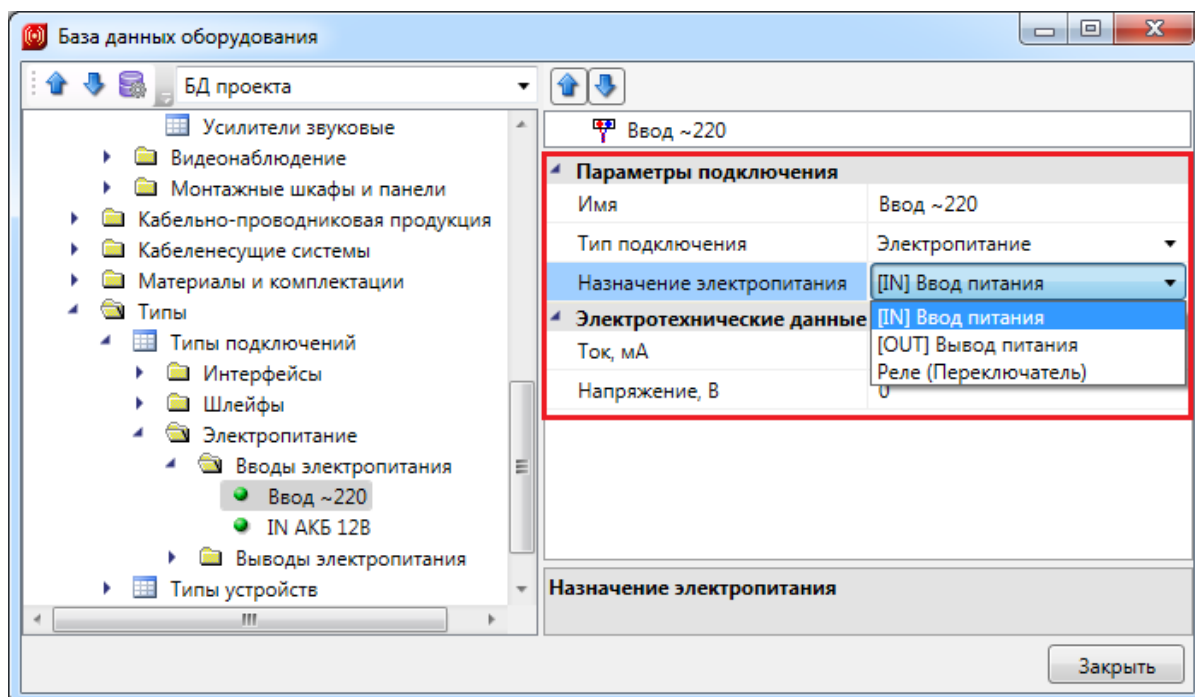 База данных оборудования
БД проекта
Усилители звуковые
Видеонаблюдение
Монтажные шкафы и панели
Кабельно-проводниковая продукция
Кабеленесущие системы
Материалы и комплектации
Типы
Типы подключений
Интерфейсы
Шлейфы
Электропитание
Вводы электропитания
Ввод ~220
IN АКБ 12В
Выводы электропитания
Типы устройств
Ввод ~220
Параметры подключения
Имя Ввод ~220
Тип подключения Электропитание
Назначение электропитания [IN] Ввод питания
Электротехнические данные [IN] Ввод питания
[OUT] Вывод питания
Ток, мА
Реле (Переключатель)
Напряжение, В 0
Назначение электропитания
Закрыть